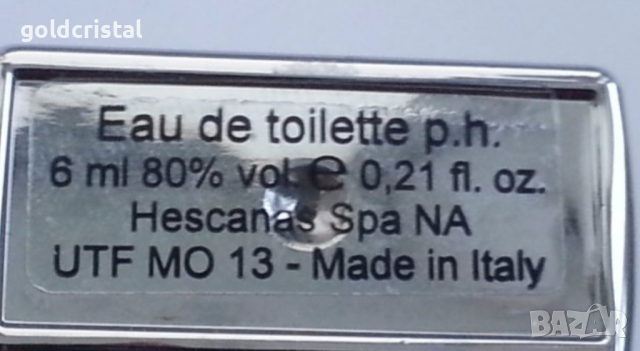 goldcristal
Eau de toilette p.h.
6 ml 80% vol. ℮ 0,21 fl. oz.
Hescanas Spa NA
UTF MO 13 - Made in Italy
BAZAR